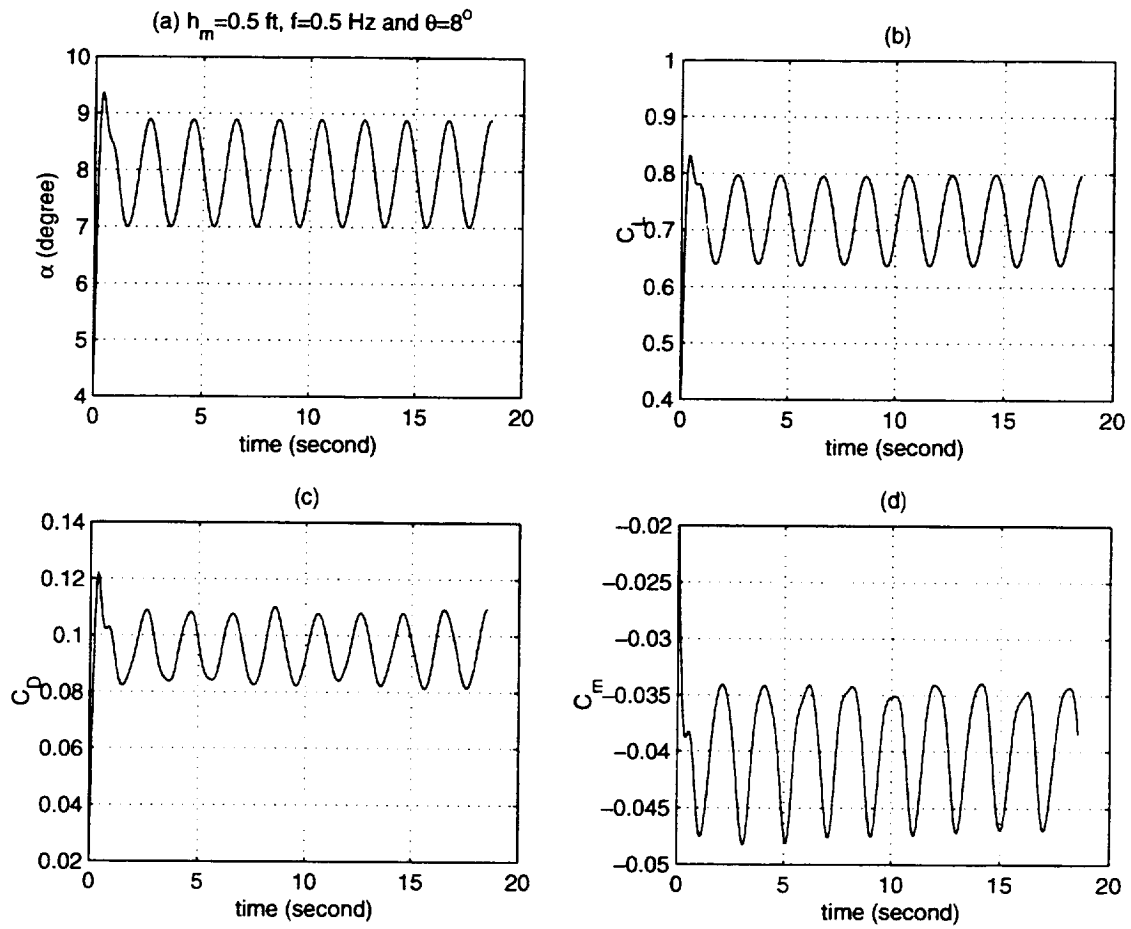 (a) h_m=0.5 ft, f=0.5 Hz and θ=8°
10
9
8
7
6
5
4
α (degree)
0 5 10 15 20
time (second)
(b)
1
0.9
0.8
0.7
0.6
0.5
0.4
C_L
0 5 10 15 20
time (second)
(c)
0.14
0.12
0.1
0.08
0.06
0.04
0.02
C_D
0 5 10 15 20
time (second)
(d)
−0.02
−0.025
−0.03
−0.035
−0.04
−0.045
−0.05
C_m
0 5 10 15 20
time (second)